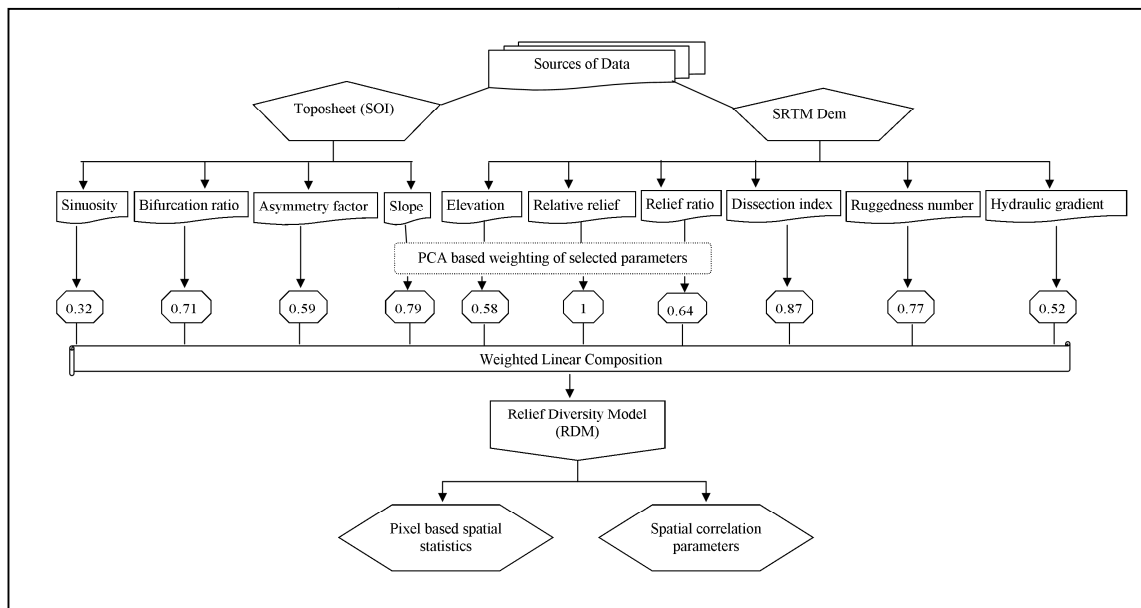 Sources of Data
Toposheet (SOI)
SRTM Dem
Sinuosity
Bifurcation ratio
Asymmetry factor
Slope
Elevation
Relative relief
Relief ratio
Dissection index
Ruggedness number
Hydraulic gradient
PCA based weighting of selected parameters
0.32
0.71
0.59
0.79
0.58
1
0.64
0.87
0.77
0.52
Weighted Linear Composition
Relief Diversity Model
(RDM)
Pixel based spatial
statistics
Spatial correlation
parameters